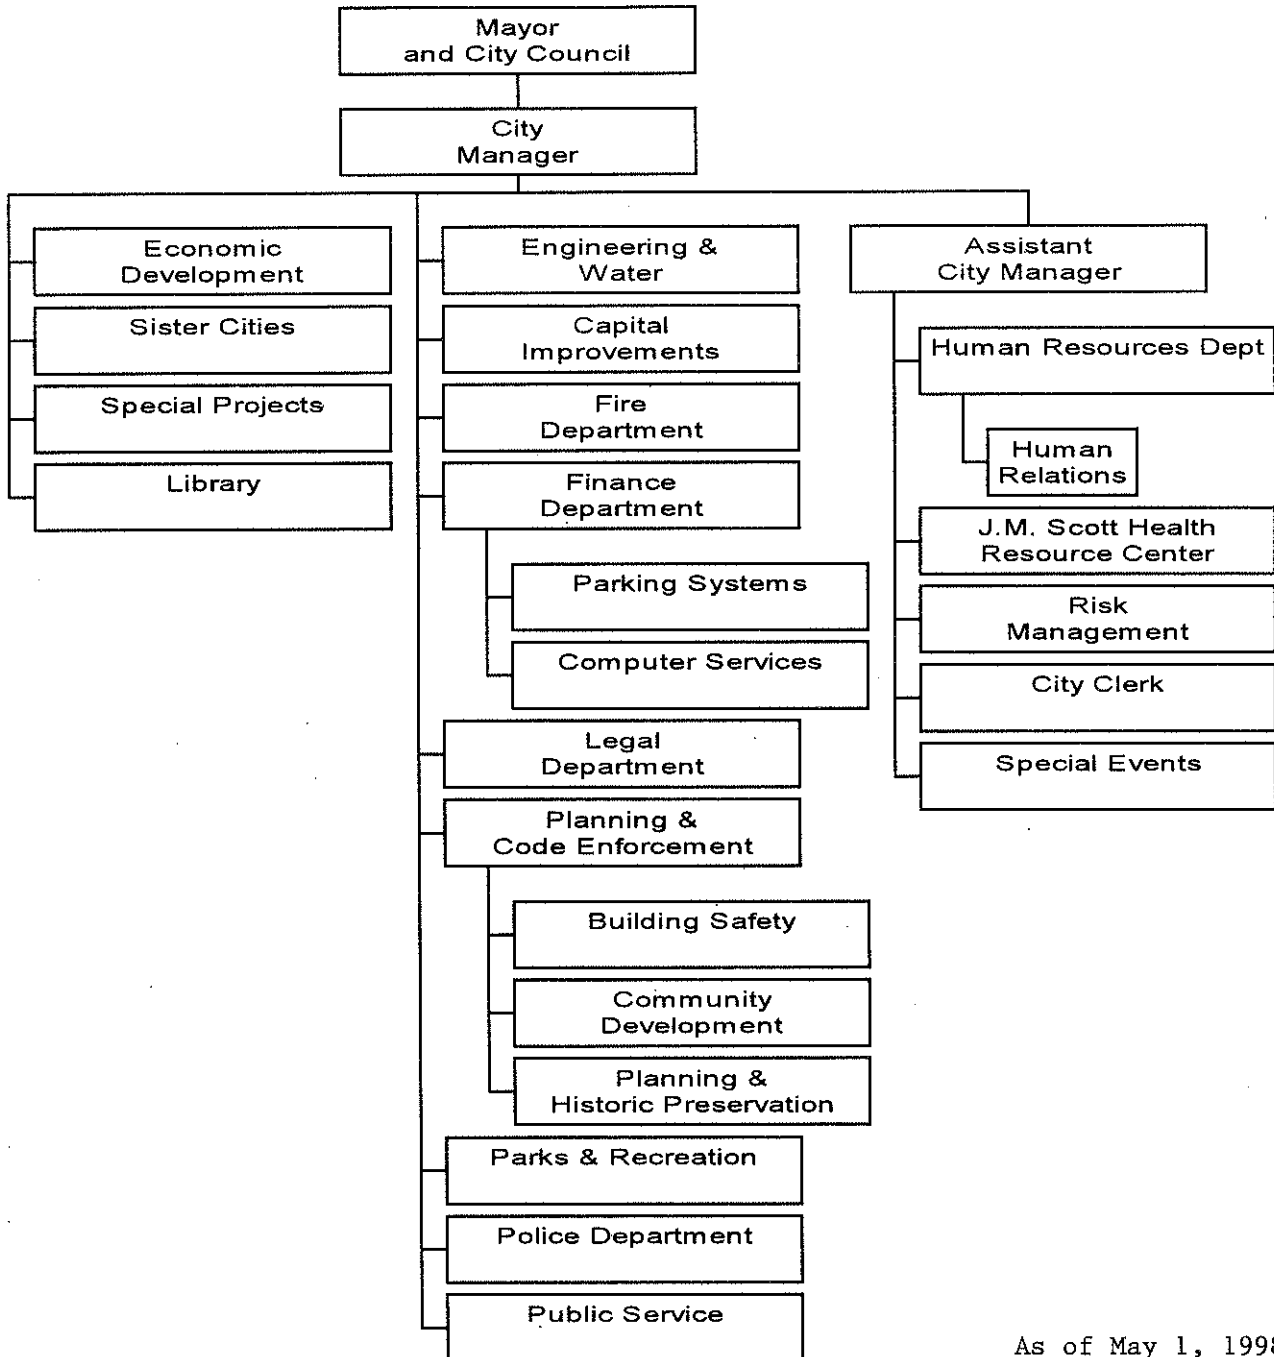 Mayor
and City Council
City
Manager
Economic
Development
Sister Cities
Special Projects
Library
Engineering &
Water
Capital
Improvements
Fire
Department
Finance
Department
Parking Systems
Computer Services
Legal
Department
Planning &
Code Enforcement
Building Safety
Community
Development
Planning &
Historic Preservation
Parks & Recreation
Police Department
Public Service
Assistant
City Manager
Human Resources Dept
Human
Relations
J.M. Scott Health
Resource Center
Risk
Management
City Clerk
Special Events
As of May 1, 1998